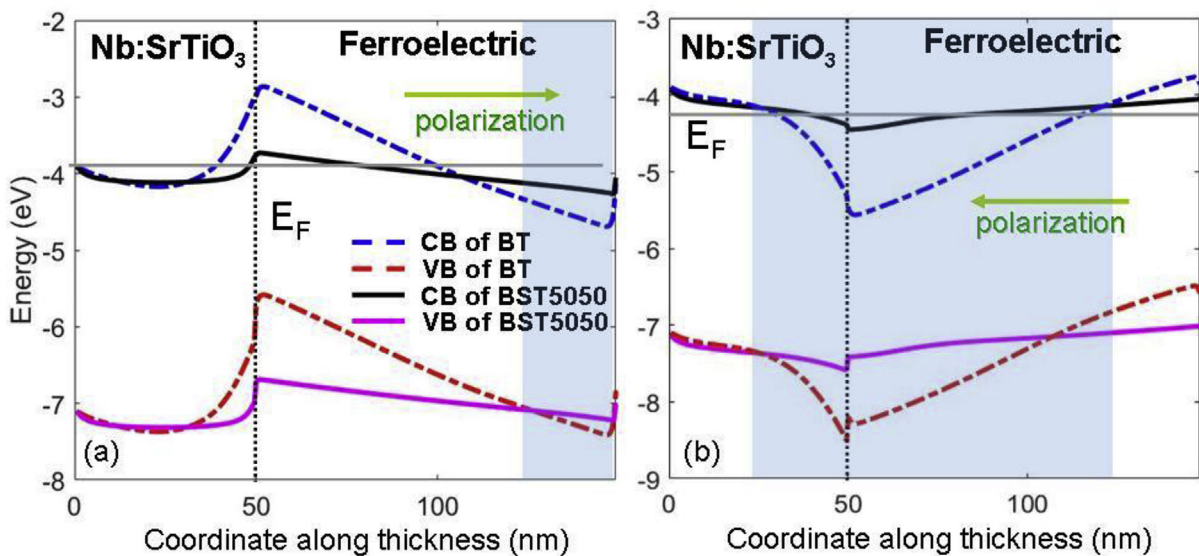 -2
-3
-4
-5
-6
-7
-8
Energy (eV)
Nb:SrTiO3
Ferroelectric
polarization
EF
CB of BT
VB of BT
CB of BST5050
VB of BST5050
(a)
0
50
100
Coordinate along thickness (nm)
-3
-4
-5
-6
-7
-8
-9
Nb:SrTiO3
Ferroelectric
EF
polarization
(b)
0
50
100
Coordinate along thickness (nm)